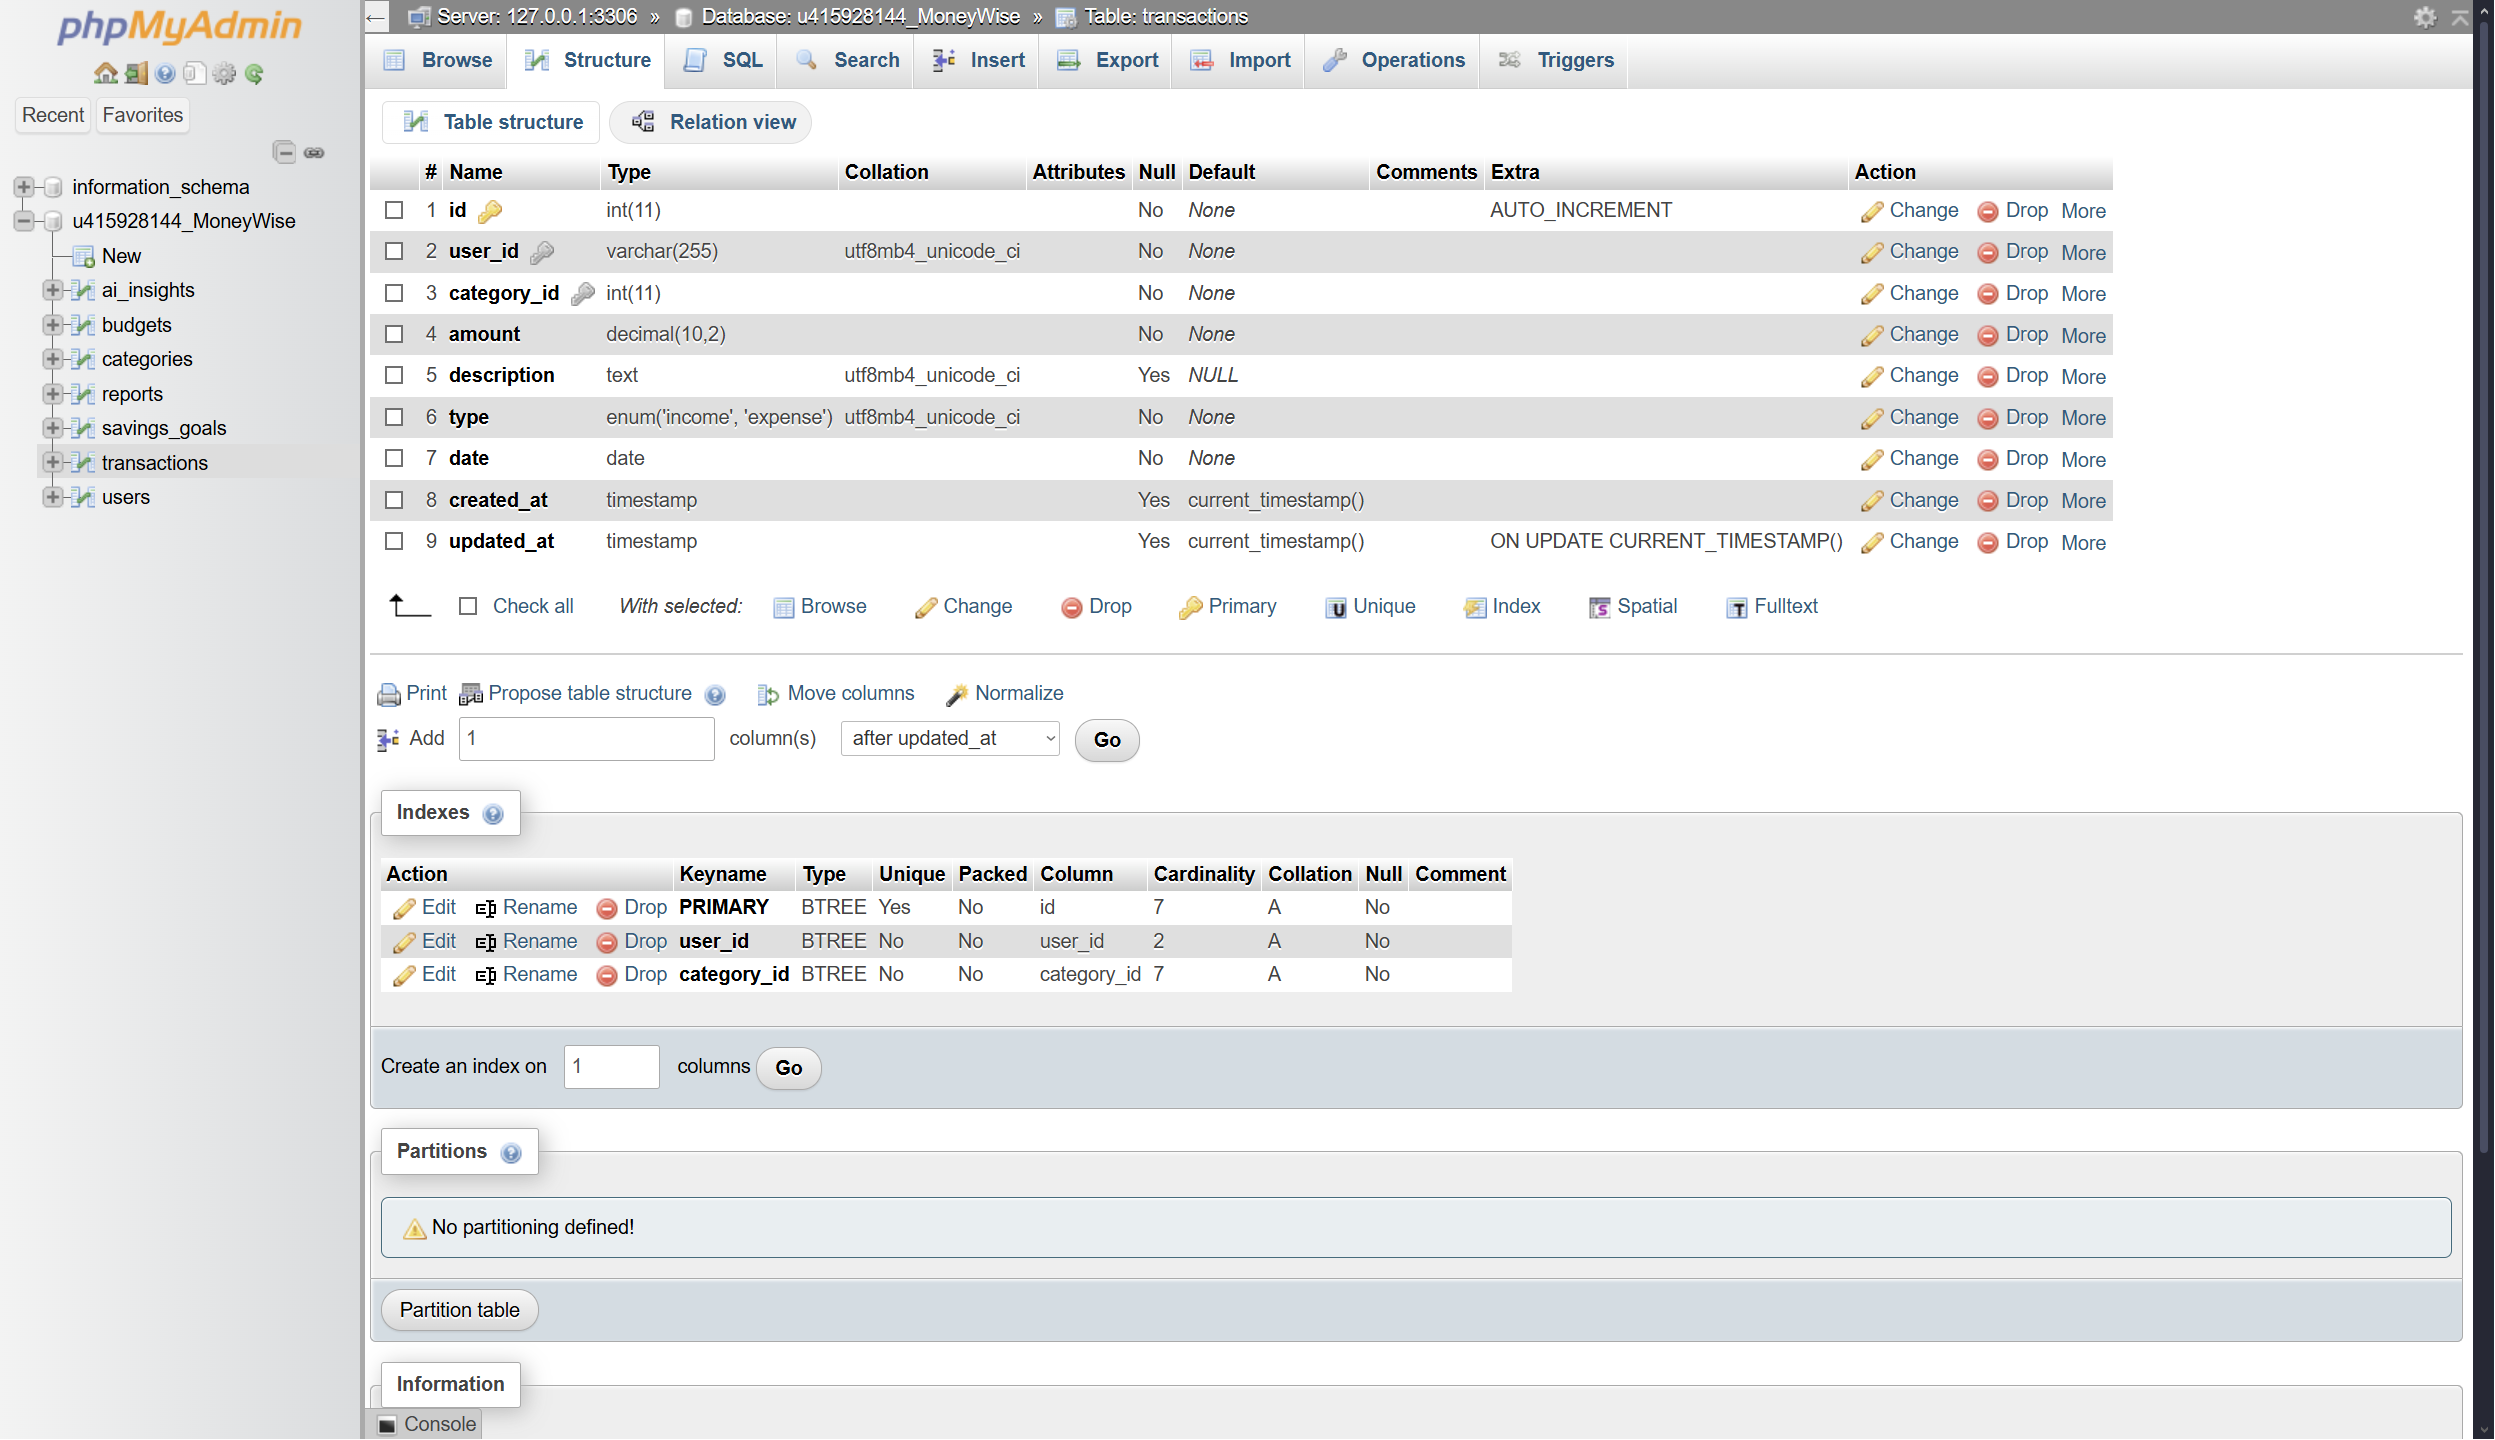 phpMyAdmin
Recent Favorites
information_schema
u415928144_MoneyWise
New
ai_insights
budgets
categories
reports
savings_goals
transactions
users
← Server: 127.0.0.1:3306 » Database: u415928144_MoneyWise » Table: transactions
Browse Structure SQL Search Insert Export Import Operations Triggers
Table structure Relation view
# Name Type Collation Attributes Null Default Comments Extra Action
1 id int(11) No None AUTO_INCREMENT Change Drop More
2 user_id varchar(255) utf8mb4_unicode_ci No None Change Drop More
3 category_id int(11) No None Change Drop More
4 amount decimal(10,2) No None Change Drop More
5 description text utf8mb4_unicode_ci Yes NULL Change Drop More
6 type enum('income', 'expense') utf8mb4_unicode_ci No None Change Drop More
7 date date No None Change Drop More
8 created_at timestamp Yes current_timestamp() Change Drop More
9 updated_at timestamp Yes current_timestamp() ON UPDATE CURRENT_TIMESTAMP() Change Drop More
Check all With selected: Browse Change Drop Primary Unique Index Spatial Fulltext
Print Propose table structure Move columns Normalize
Add 1 column(s) after updated_at Go
Indexes
Action Keyname Type Unique Packed Column Cardinality Collation Null Comment
Edit Rename Drop PRIMARY BTREE Yes No id 7 A No
Edit Rename Drop user_id BTREE No No user_id 2 A No
Edit Rename Drop category_id BTREE No No category_id 7 A No
Create an index on 1 columns Go
Partitions
No partitioning defined!
Partition table
Information
Console